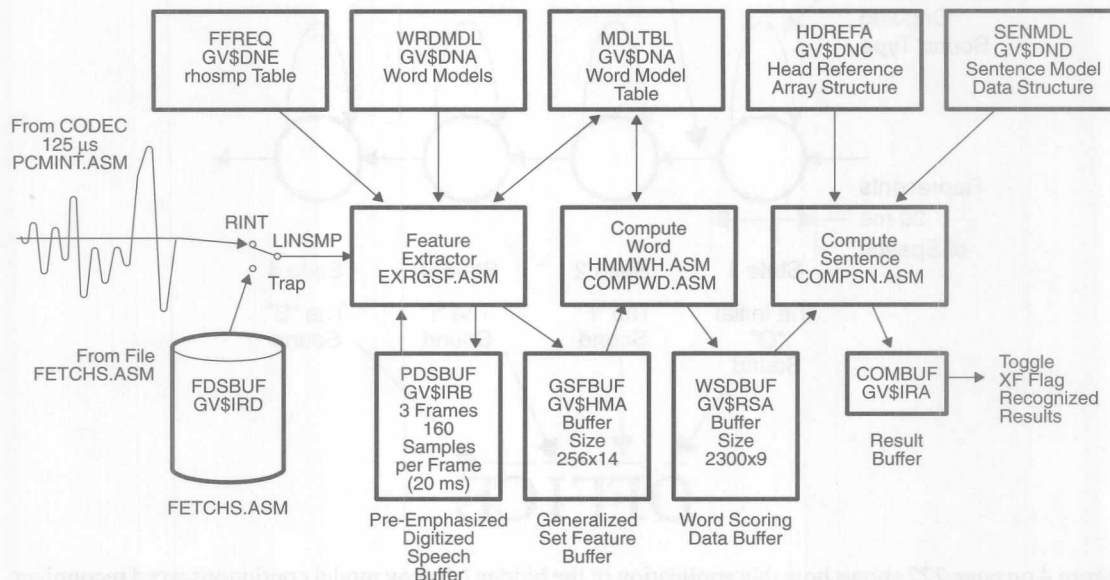 FFREQ
GV$DNE
rhosmp Table
WRDMDL
GV$DNA
Word Models
MDLTBL
GV$DNA
Word Model
Table
HDREFA
GV$DNC
Head Reference
Array Structure
SENMDL
GV$DND
Sentence Model
Data Structure
From CODEC
125 µs
PCMINT.ASM
RINT
LINSMP
Trap
Feature
Extractor
EXRGSF.ASM
Compute
Word
HMMWH.ASM
COMPWD.ASM
Compute
Sentence
COMPSN.ASM
From File
FETCHS.ASM
FDSBUF
GV$IRD
FETCHS.ASM
PDSBUF
GV$IRB
3 Frames
160
Samples
per Frame
(20 ms)
Pre-Emphasized
Digitized
Speech
Buffer
GSFBUF
GV$HMA
Buffer
Size
256x14
Generalized
Set Feature
Buffer
WSDBUF
GV$RSA
Buffer
Size
2300x9
Word Scoring
Data Buffer
COMBUF
GV$IRA
Result
Buffer
Toggle
XF Flag
Recognized
Results